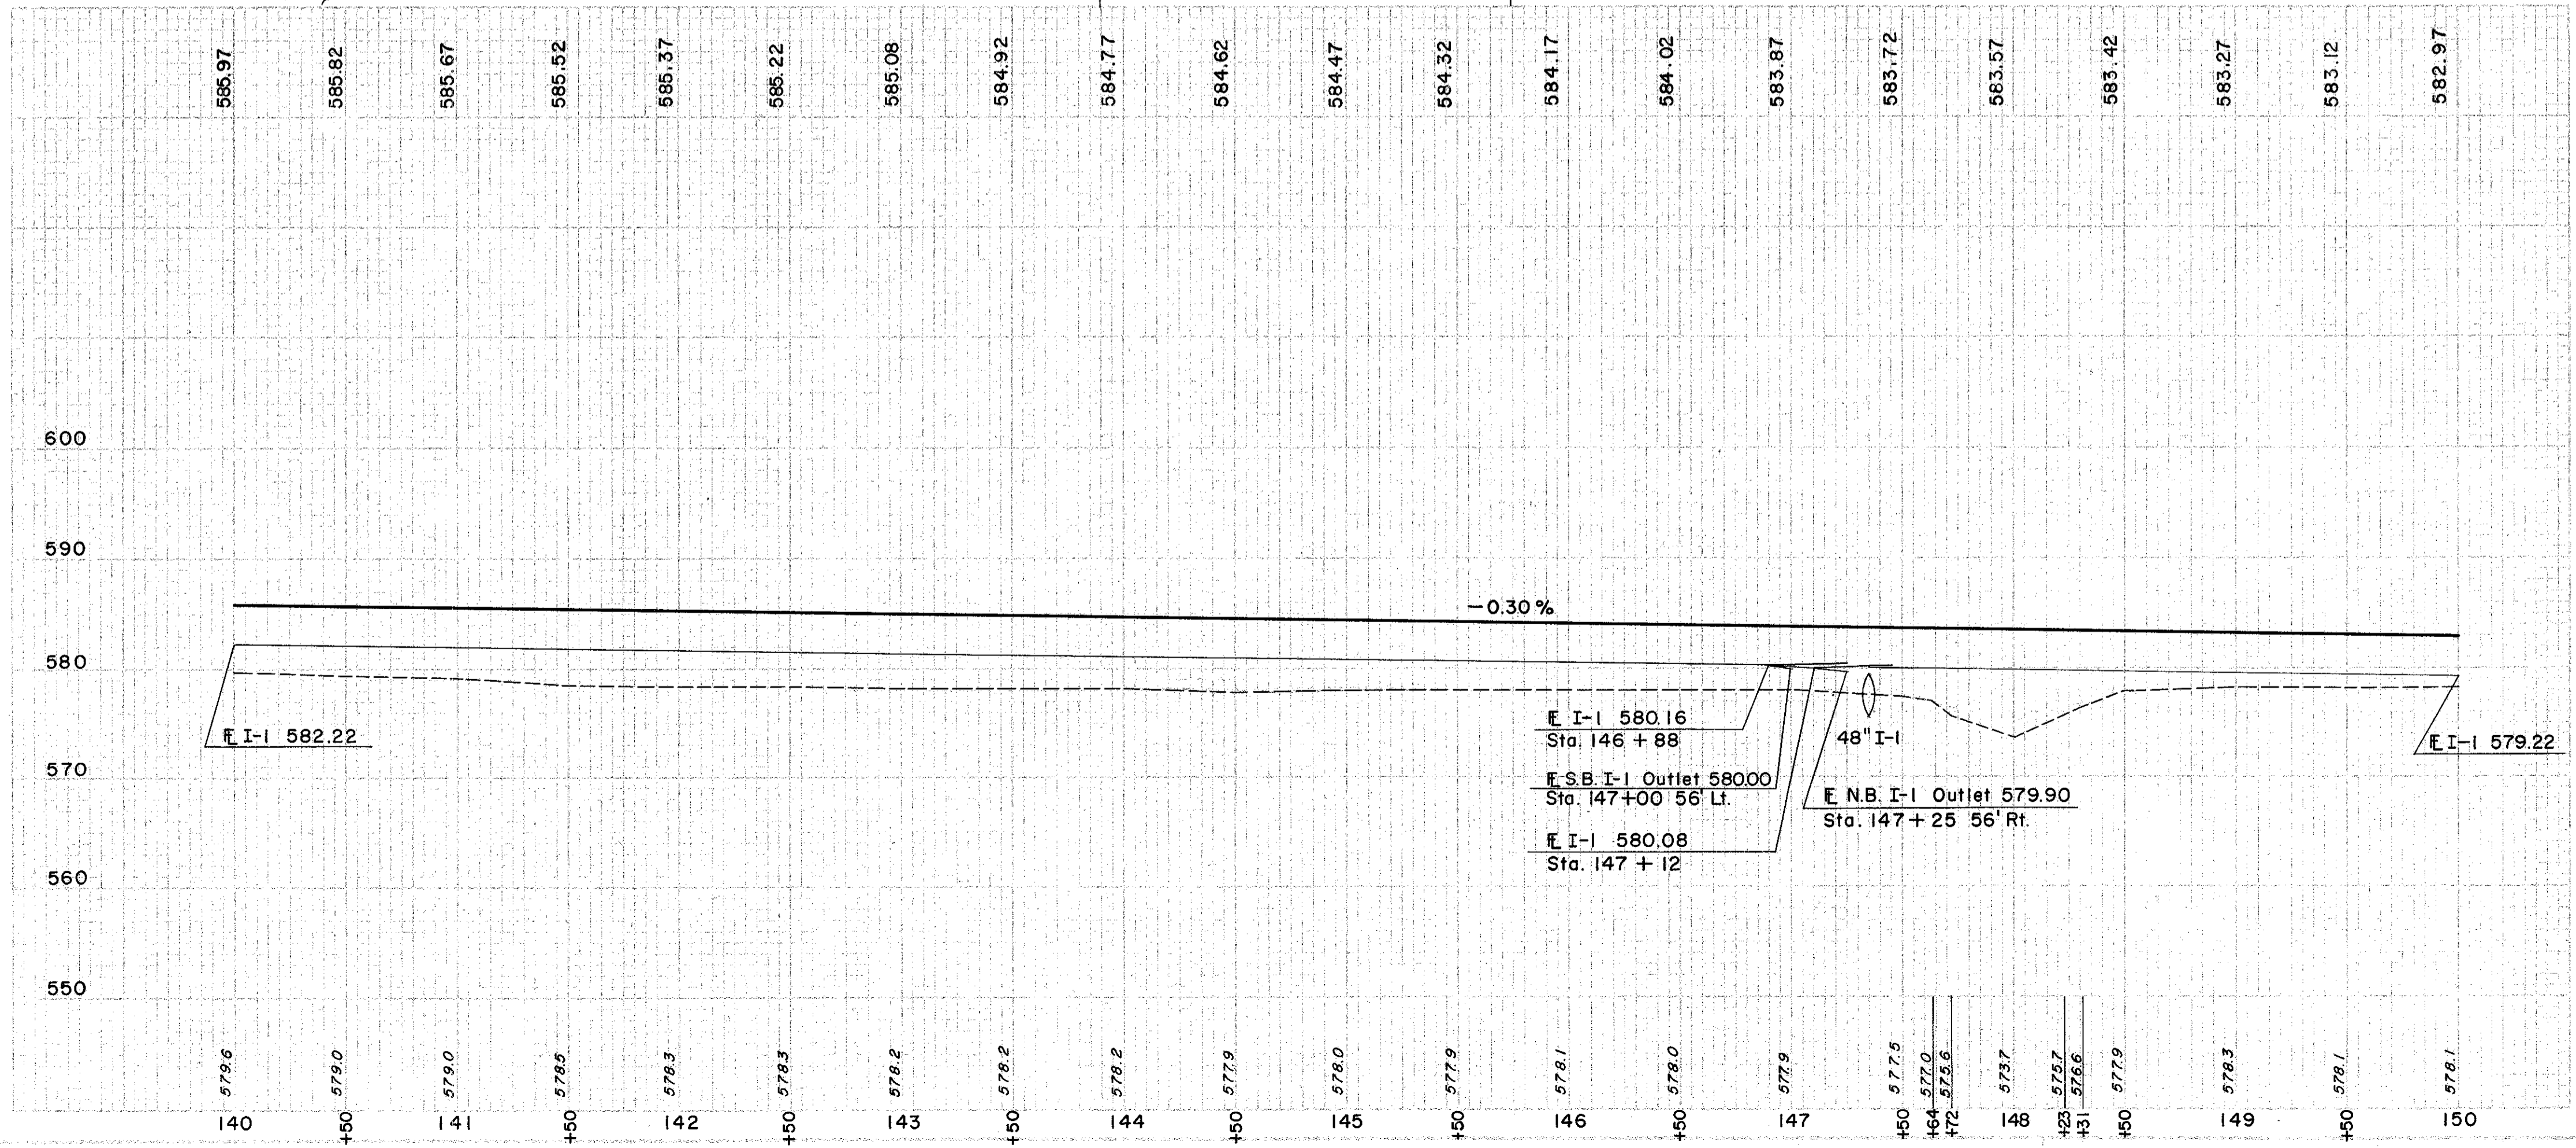 585.97 585.82 585.67 585.52 585.37 585.22 585.08 584.92 584.77 584.62 584.47 584.32 584.17 584.02 583.87 583.72 583.57 583.42 583.27 583.12 582.97
600
590
-0.30%
580
℄ I-1 580.16
Sta. 146 + 88
℄ I-1 582.22
48" I-1
℄ I-1 579.22
570
℄ S.B. I-1 Outlet 580.00
Sta. 147+00 56' Lt.
℄ N.B. I-1 Outlet 579.90
Sta. 147 + 25 56' Rt.
℄ I-1 580.08
Sta. 147 + 12
560
550
579.6 579.0 579.0 578.5 578.3 578.3 578.2 578.2 578.2 577.9 578.0 577.9 578.1 578.0 577.9 577.5 577.0 575.6 573.7 575.7 576.6 577.9 578.3 578.1 578.1
140 +50 141 +50 142 +50 143 +50 144 +50 145 +50 146 +50 147 +50 +64 +72 148 +23 +31 +50 149 +50 150